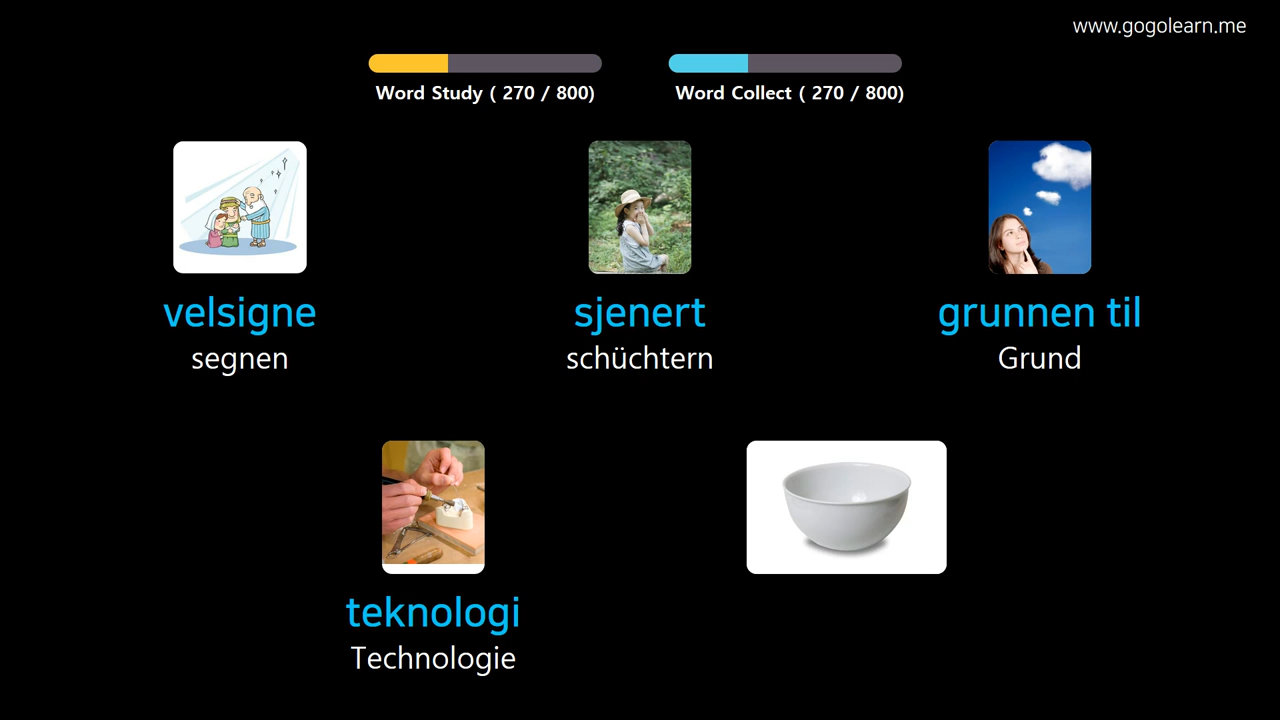 www.gogolearn.me
Word Study ( 270 / 800)
Word Collect ( 270 / 800)
velsigne
segnen
sjenert
schüchtern
grunnen til
Grund
teknologi
Technologie